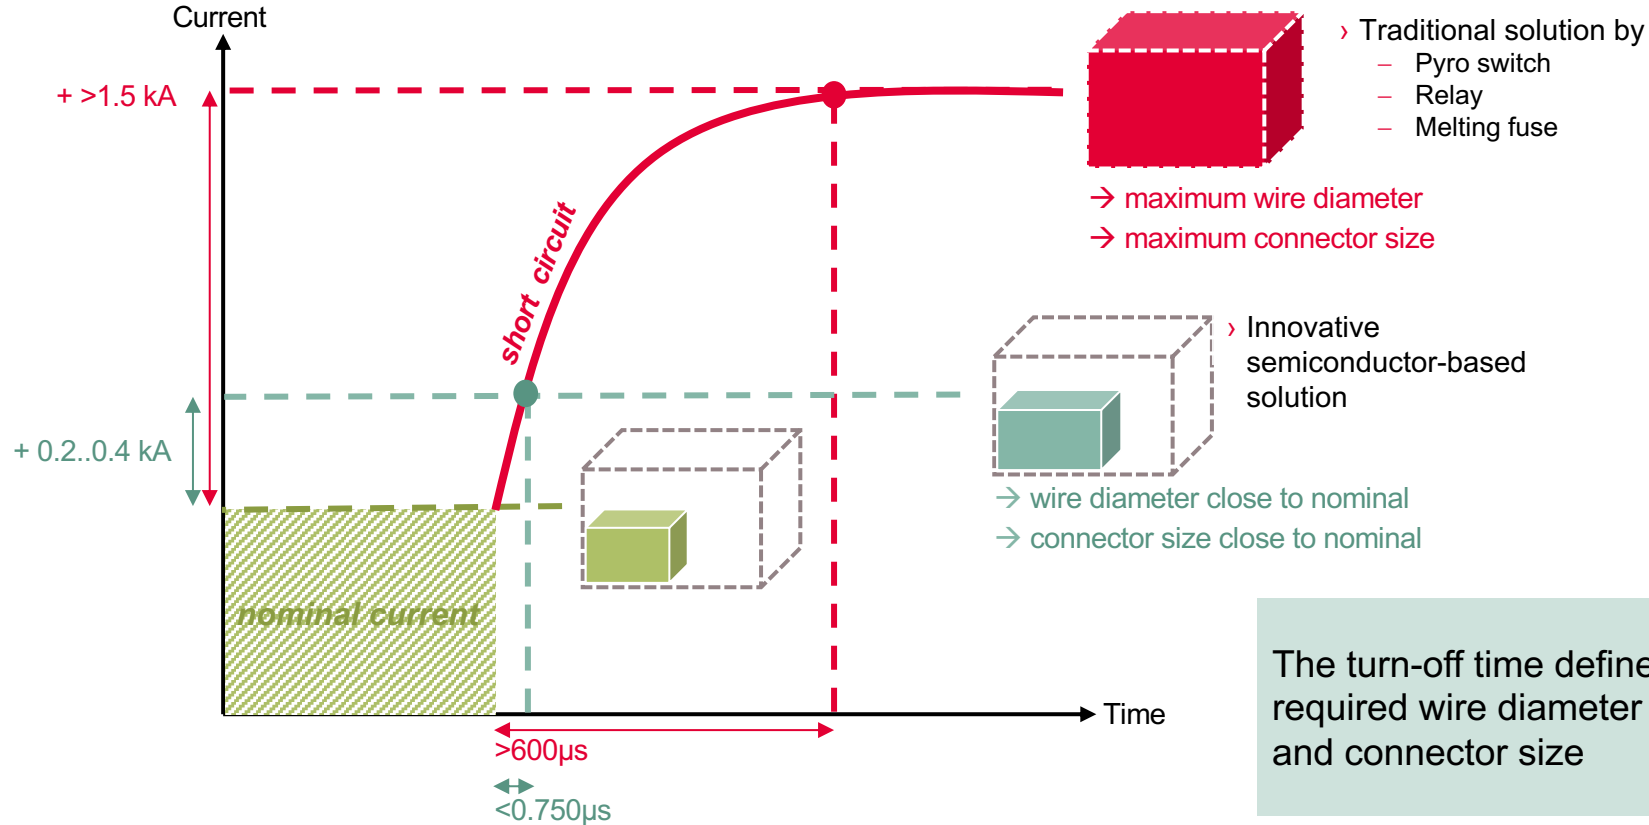 Current
+ >1.5 kA
› Traditional solution by
– Pyro switch
– Relay
– Melting fuse
→ maximum wire diameter
→ maximum connector size
short circuit
› Innovative
semiconductor-based
solution
+ 0.2..0.4 kA
→ wire diameter close to nominal
→ connector size close to nominal
nominal current
Time
>600µs
<0.750µs
The turn-off time define
required wire diameter
and connector size